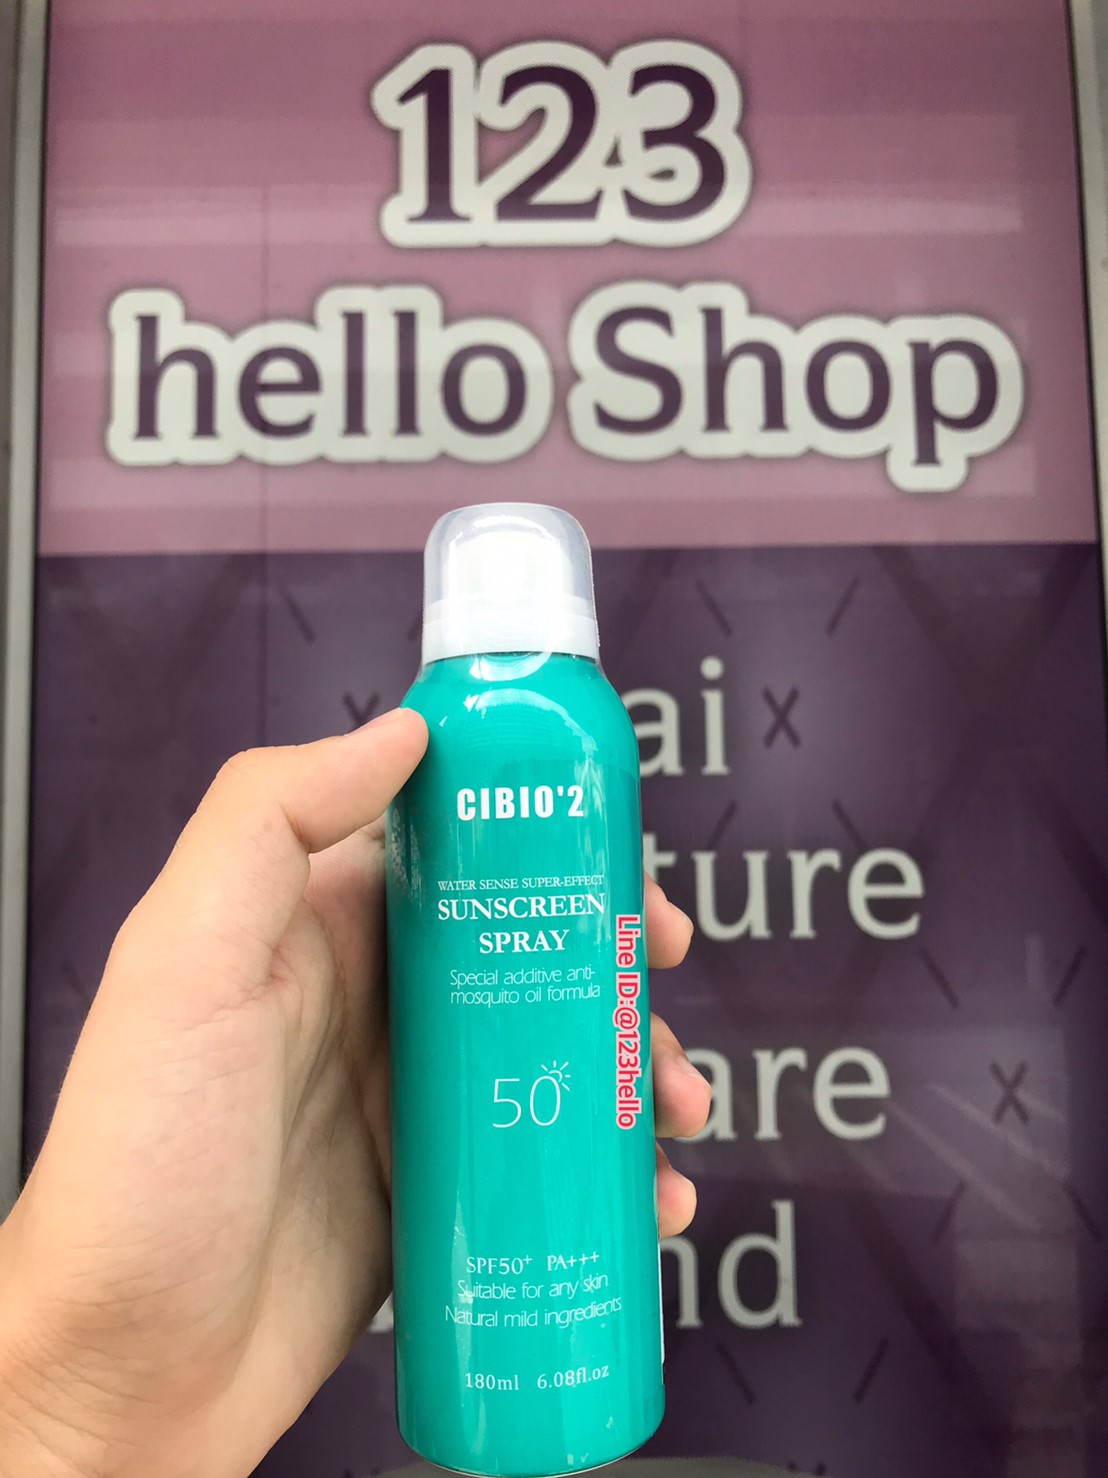 123
hello Shop
CIBIO'2
WATER SENSE SUPER-EFFECT
SUNSCREEN
SPRAY
Special additive anti-
mosquito oil formula
50
SPF50+ PA+++
Suitable for any skin
Natural mild ingredients
180ml 6.08fl.oz
Line ID:@123hello